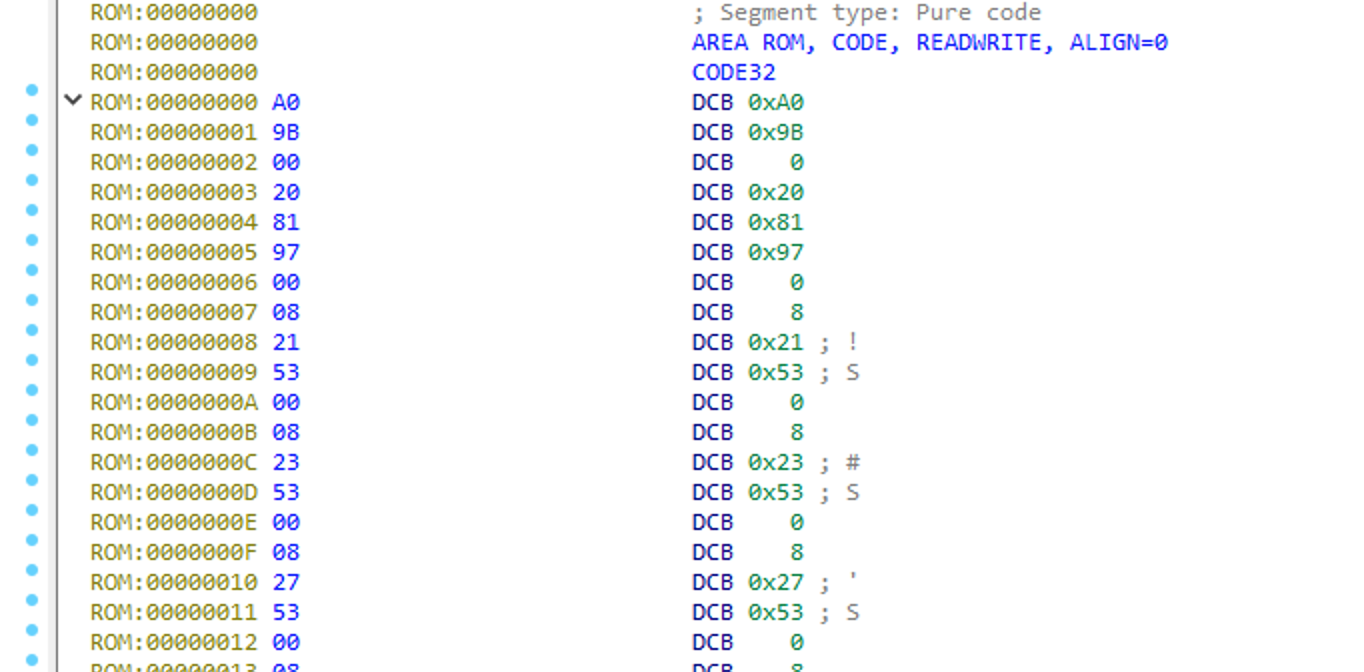 ROM:00000000 ; Segment type: Pure code
ROM:00000000 AREA ROM, CODE, READWRITE, ALIGN=0
ROM:00000000 CODE32
ROM:00000000 A0 DCB 0xA0
ROM:00000001 9B DCB 0x9B
ROM:00000002 00 DCB 0
ROM:00000003 20 DCB 0x20
ROM:00000004 81 DCB 0x81
ROM:00000005 97 DCB 0x97
ROM:00000006 00 DCB 0
ROM:00000007 08 DCB 8
ROM:00000008 21 DCB 0x21 ; !
ROM:00000009 53 DCB 0x53 ; S
ROM:0000000A 00 DCB 0
ROM:0000000B 08 DCB 8
ROM:0000000C 23 DCB 0x23 ; #
ROM:0000000D 53 DCB 0x53 ; S
ROM:0000000E 00 DCB 0
ROM:0000000F 08 DCB 8
ROM:00000010 27 DCB 0x27 ; '
ROM:00000011 53 DCB 0x53 ; S
ROM:00000012 00 DCB 0
ROM:00000013 08 DCB 8